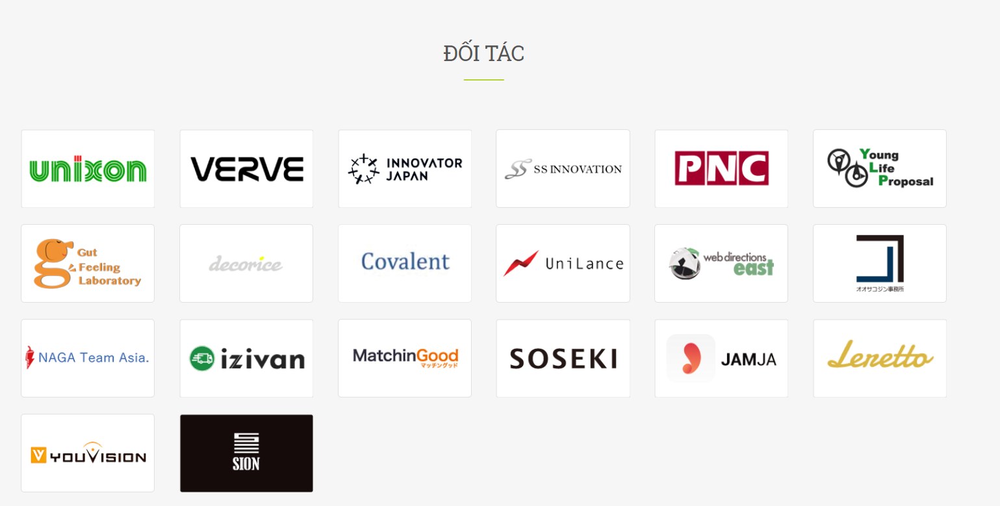 ĐỐI TÁC
unixon
VERVE
INNOVATOR
JAPAN
SS INNOVATION
PNC
Young
Life
Proposal
Gut
Feeling
Laboratory
decorice
Covalent
UniLance
web directions
east
オオサコジン事務所
NAGA Team Asia.
izivan
MatchinGood
マッチングッド
SOSEKI
JAMJA
Leretto
YOUVISION
SION